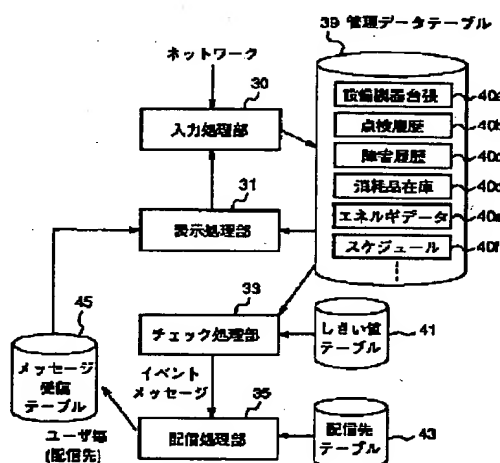 39 管理データテーブル
ネットワーク
30
入力処理部
設備機器台帳 40a
点検履歴 40b
障害履歴 40c
消耗品在庫 40d
エネルギデータ 40e
スケジュール 40f
31
表示処理部
33
チェック処理部
しきい値
テーブル
41
45
メッセージ
受信
テーブル
イベント
メッセージ
35
配信処理部
配信先
テーブル
43
ユーザ毎
(配信先)